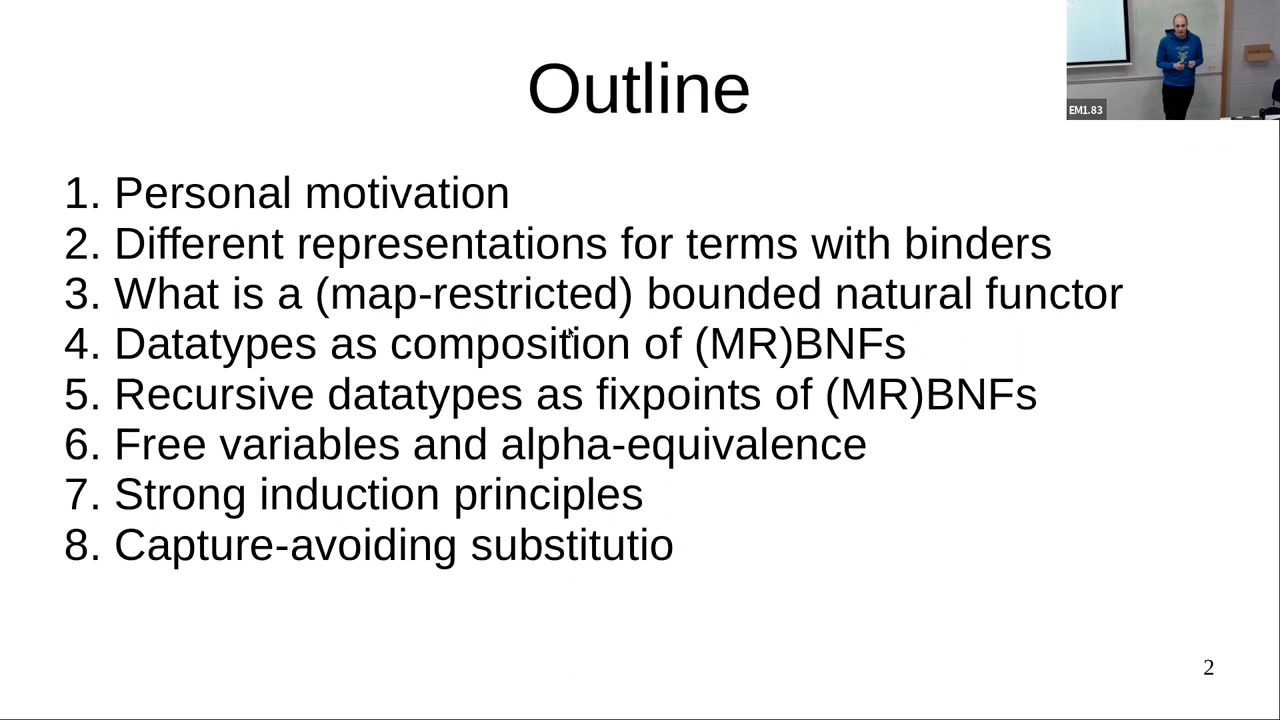 Outline
EM1.83
1. Personal motivation
2. Different representations for terms with binders
3. What is a (map-restricted) bounded natural functor
4. Datatypes as composition of (MR)BNFs
5. Recursive datatypes as fixpoints of (MR)BNFs
6. Free variables and alpha-equivalence
7. Strong induction principles
8. Capture-avoiding substitutio
2